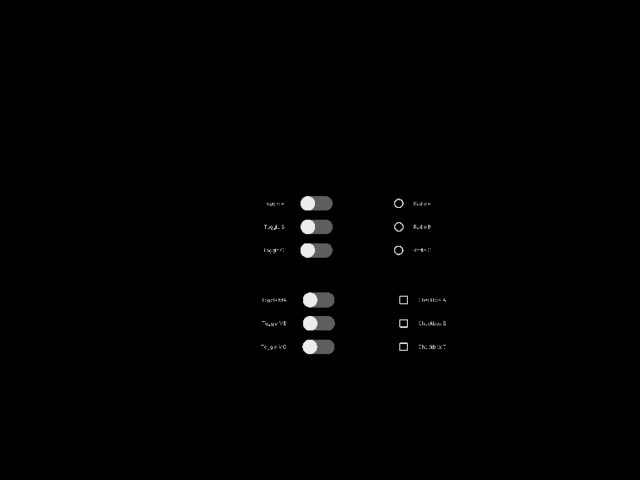 Toggle A
Radio A
Toggle B
Radio B
Toggle C
Radio C
Toggle MA
Checkbox A
Toggle MB
Checkbox B
Toggle MC
Checkbox C